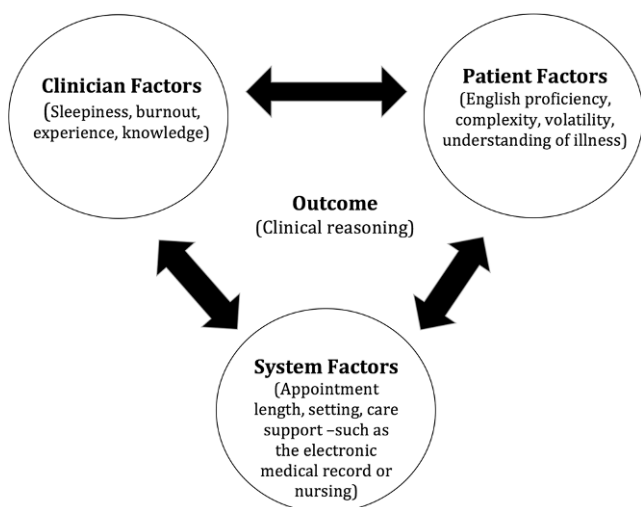 Clinician Factors
(Sleepiness, burnout,
experience, knowledge)
Patient Factors
(English proficiency,
complexity, volatility,
understanding of illness)
Outcome
(Clinical reasoning)
System Factors
(Appointment
length, setting, care
support –such as
the electronic
medical record or
nursing)